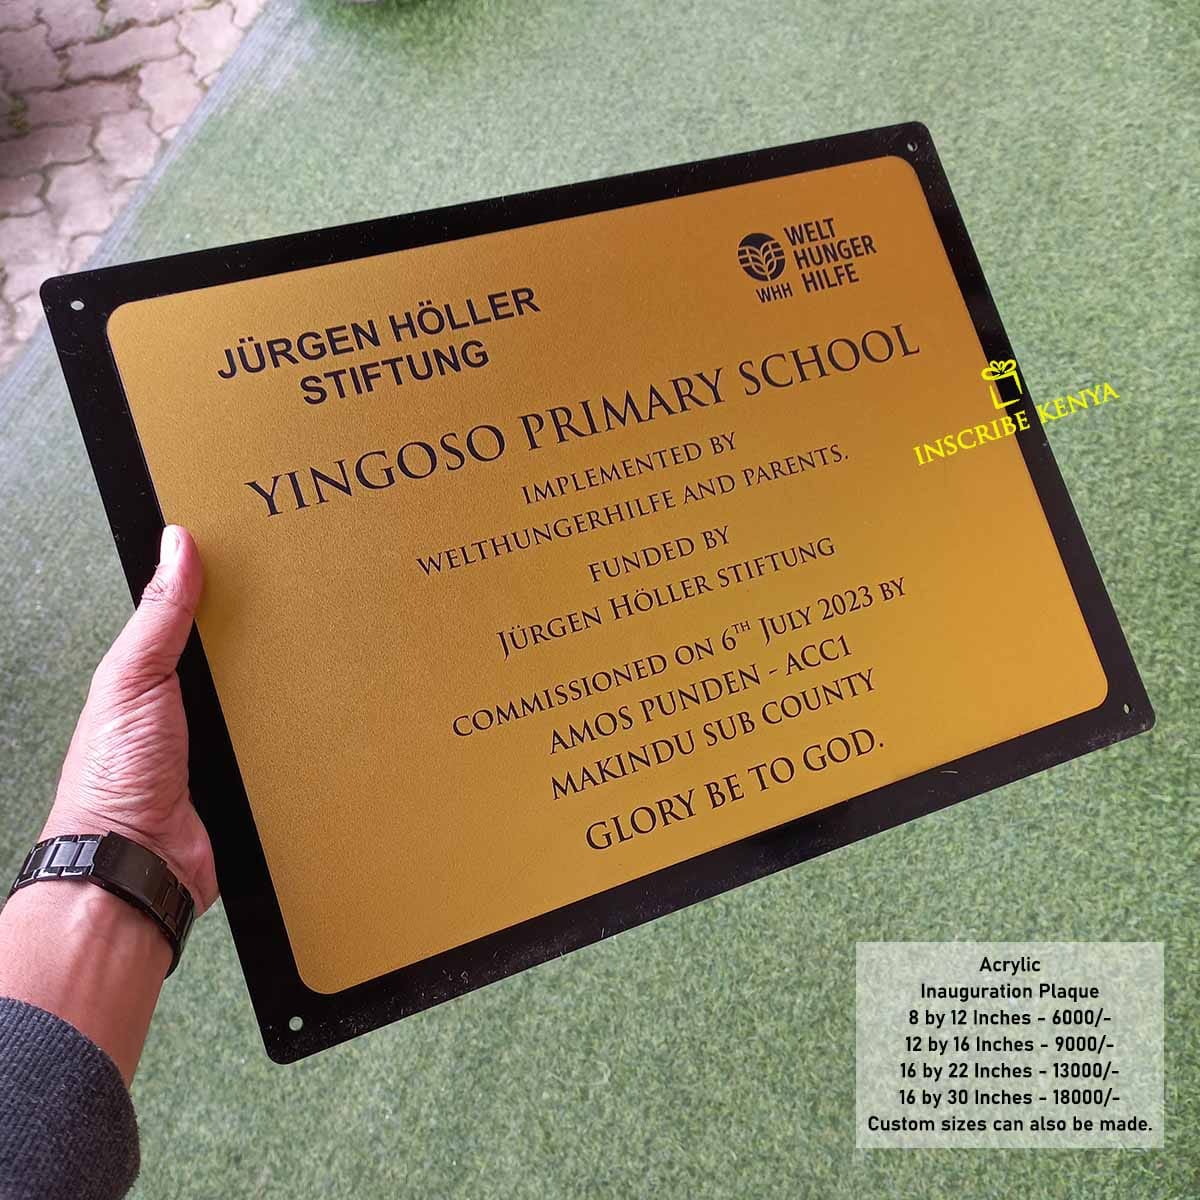 JÜRGEN HÖLLER
STIFTUNG
WELT
HUNGER
HILFE
WHH
YINGOSO PRIMARY SCHOOL
IMPLEMENTED BY
WELTHUNGERHILFE AND PARENTS.
FUNDED BY
JÜRGEN HÖLLER STIFTUNG
COMMISSIONED ON 6TH JULY 2023 BY
AMOS PUNDEN - ACC1
MAKINDU SUB COUNTY
GLORY BE TO GOD.
INSCRIBE KENYA
Acrylic
Inauguration Plaque
8 by 12 Inches - 6000/-
12 by 16 Inches - 9000/-
16 by 22 Inches - 13000/-
16 by 30 Inches - 18000/-
Custom sizes can also be made.